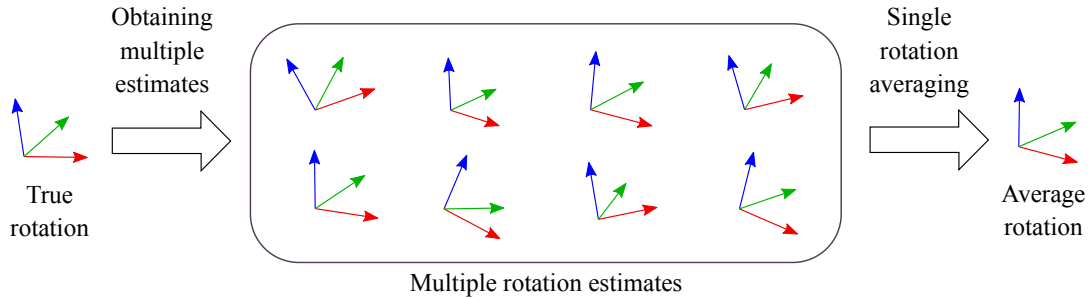 Obtaining
multiple
estimates
Single
rotation
averaging
True
rotation
Average
rotation
Multiple rotation estimates